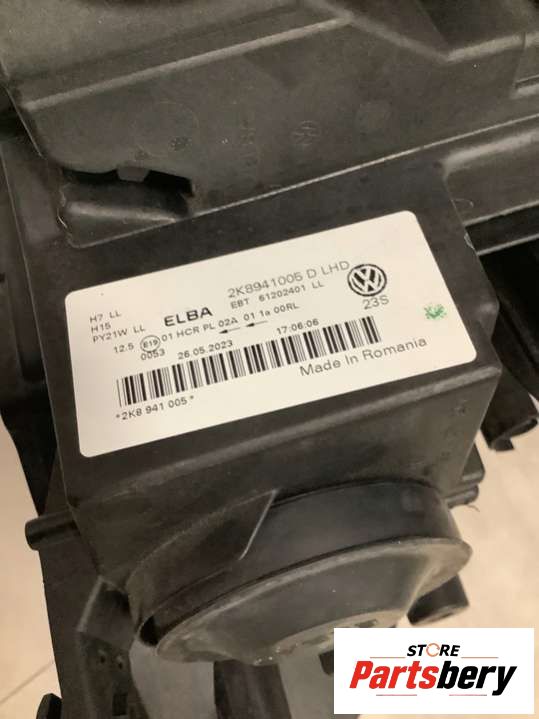 H7 LL
H15
PY21W LL
ELBA
2K8941005 D LHD
EBT 61202401 LL
12.5 E19 01 HCR PL 02A 01 1a 00RL
0053 26.05.2023 17:06:06
23S
*2K8 941 005*
Made In Romania
STORE
Partsbery